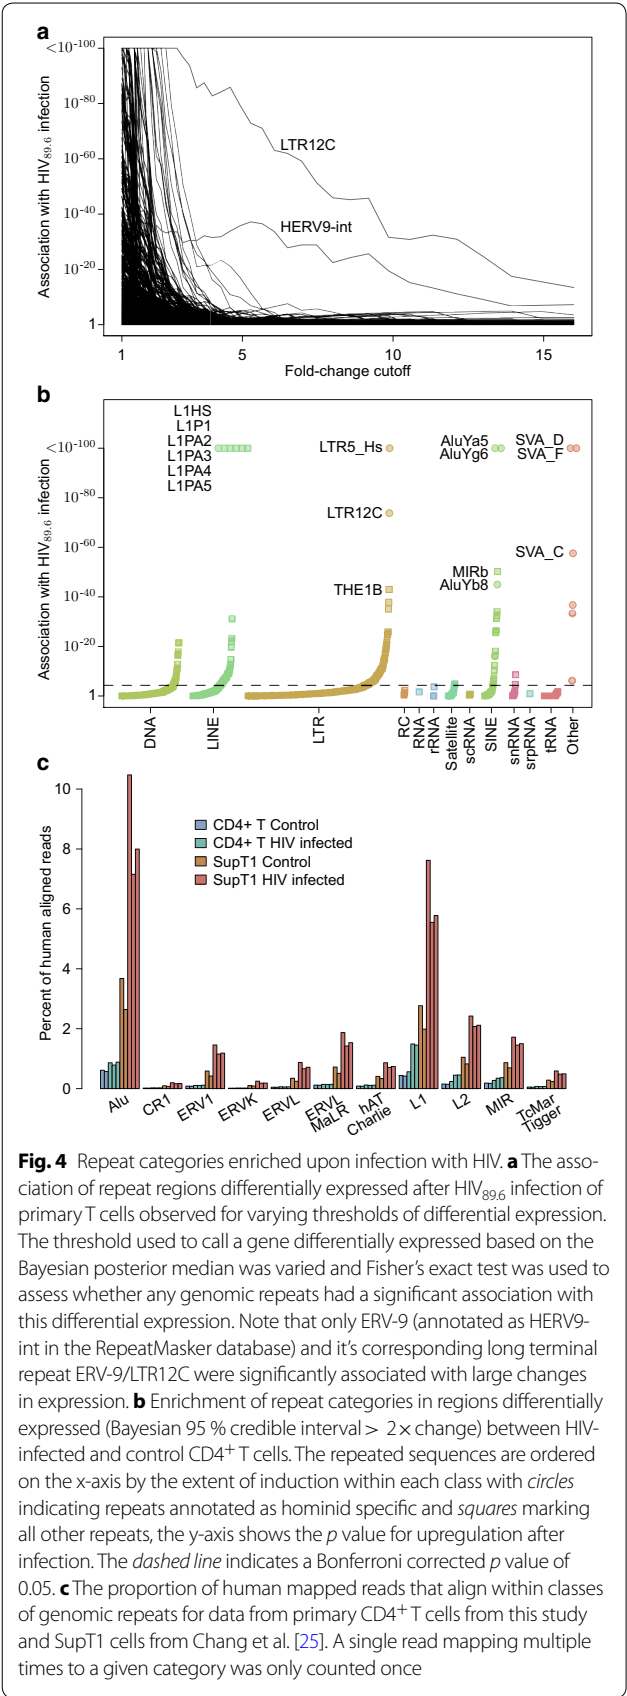 a
<10^-100
10^-80
10^-60
10^-40
10^-20
1
Association with HIV89.6 infection
LTR12C
HERV9-int
1 5 10 15
Fold-change cutoff
b
<10^-100
10^-80
10^-60
10^-40
10^-20
1
Association with HIV89.6 infection
L1HS
L1P1
L1PA2
L1PA3
L1PA4
L1PA5
LTR5_Hs
LTR12C
THE1B
AluYa5
AluYg6
MIRb
AluYb8
SVA_D
SVA_F
SVA_C
DNA
LINE
LTR
RC
RNA
rRNA
Satellite
scRNA
SINE
snRNA
srpRNA
tRNA
Other
c
10
8
6
4
2
0
Percent of human aligned reads
CD4+ T Control
CD4+ T HIV infected
SupT1 Control
SupT1 HIV infected
Alu
CR1
ERV1
ERVK
ERVL
ERVL
MaLR
hAT
Charlie
L1
L2
MIR
TcMar
Tigger
Fig. 4 Repeat categories enriched upon infection with HIV. a The asso-
ciation of repeat regions differentially expressed after HIV89.6 infection of
primary T cells observed for varying thresholds of differential expression.
The threshold used to call a gene differentially expressed based on the
Bayesian posterior median was varied and Fisher's exact test was used to
assess whether any genomic repeats had a significant association with
this differential expression. Note that only ERV-9 (annotated as HERV9-
int in the RepeatMasker database) and it's corresponding long terminal
repeat ERV-9/LTR12C were significantly associated with large changes
in expression. b Enrichment of repeat categories in regions differentially
expressed (Bayesian 95 % credible interval > 2× change) between HIV-
infected and control CD4+ T cells. The repeated sequences are ordered
on the x-axis by the extent of induction within each class with circles
indicating repeats annotated as hominid specific and squares marking
all other repeats, the y-axis shows the p value for upregulation after
infection. The dashed line indicates a Bonferroni corrected p value of
0.05. c The proportion of human mapped reads that align within classes
of genomic repeats for data from primary CD4+ T cells from this study
and SupT1 cells from Chang et al. [25]. A single read mapping multiple
times to a given category was only counted once